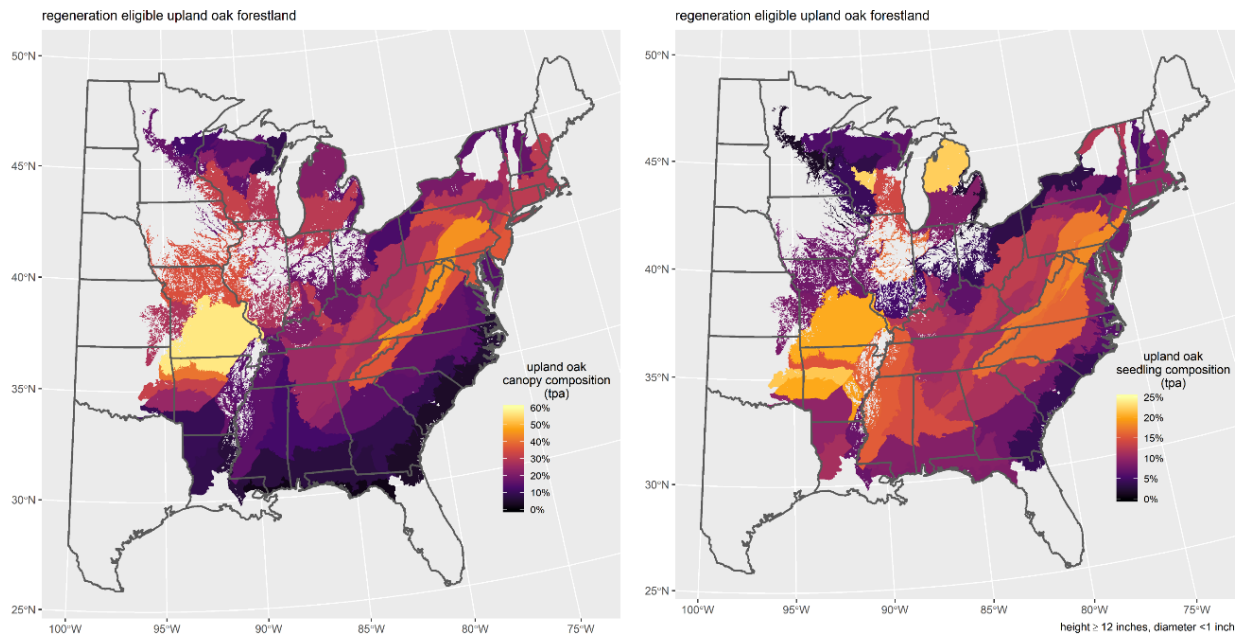 regeneration eligible upland oak forestland
50°N
45°N
40°N
35°N
30°N
25°N
100°W
95°W
90°W
85°W
80°W
75°W
upland oak
canopy composition
(tpa)
60%
50%
40%
30%
20%
10%
0%
regeneration eligible upland oak forestland
50°N
45°N
40°N
35°N
30°N
25°N
100°W
95°W
90°W
85°W
80°W
75°W
upland oak
seedling composition
(tpa)
25%
20%
15%
10%
5%
0%
height ≥ 12 inches, diameter <1 inch